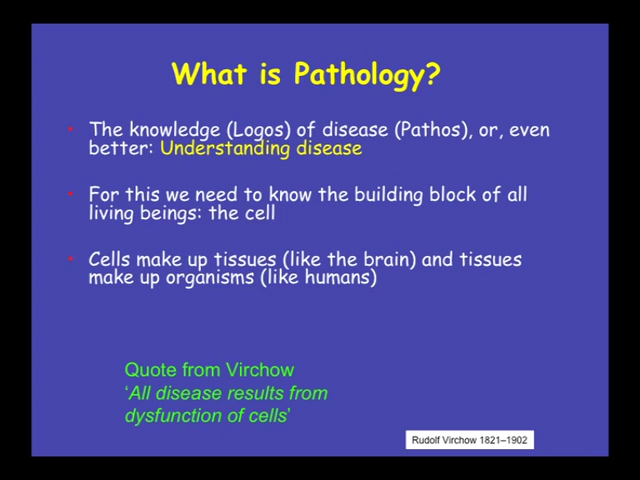 What is Pathology?
• The knowledge (Logos) of disease (Pathos), or, even
better: Understanding disease
• For this we need to know the building block of all
living beings: the cell
• Cells make up tissues (like the brain) and tissues
make up organisms (like humans)
Quote from Virchow
'All disease results from
dysfunction of cells'
Rudolf Virchow 1821–1902